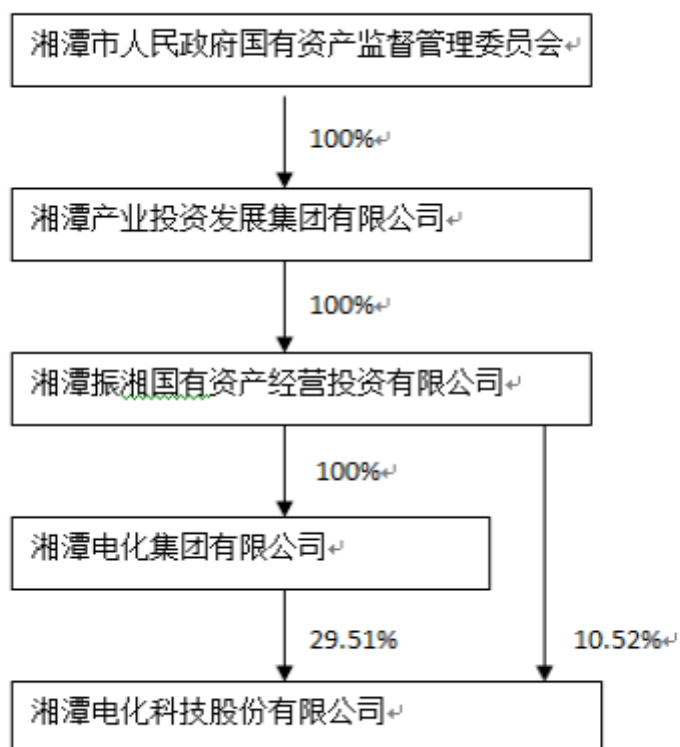 湘潭市人民政府国有资产监督管理委员会
100%
湘潭产业投资发展集团有限公司
100%
湘潭振湘国有资产经营投资有限公司
100%
湘潭电化集团有限公司
29.51%
10.52%
湘潭电化科技股份有限公司